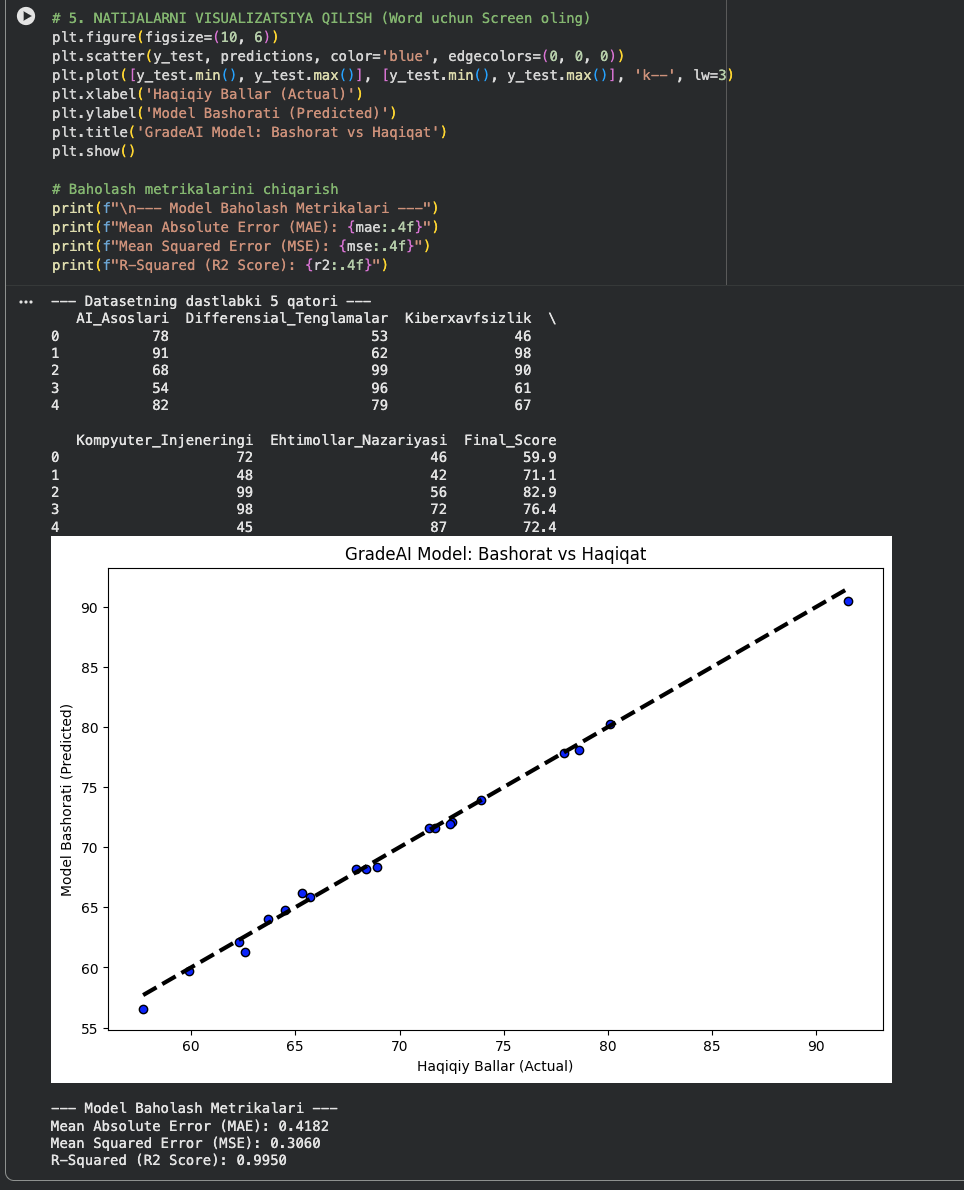 # 5. NATIJALARNI VISUALIZATSIYA QILISH (Word uchun Screen oling)
plt.figure(figsize=(10, 6))
plt.scatter(y_test, predictions, color='blue', edgecolors=(0, 0, 0))
plt.plot([y_test.min(), y_test.max()], [y_test.min(), y_test.max()], 'k--', lw=3)
plt.xlabel('Haqiqiy Ballar (Actual)')
plt.ylabel('Model Bashorati (Predicted)')
plt.title('GradeAI Model: Bashorat vs Haqiqat')
plt.show()
# Baholash metrikalarini chiqarish
print(f"\n--- Model Baholash Metrikalari ---")
print(f"Mean Absolute Error (MAE): {mae:.4f}")
print(f"Mean Squared Error (MSE): {mse:.4f}")
print(f"R-Squared (R2 Score): {r2:.4f}")
... --- Datasetning dastlabki 5 qatori ---
AI_Asoslari Differensial_Tenglamalar Kiberxavfsizlik \
0 78 53 46
1 91 62 98
2 68 99 90
3 54 96 61
4 82 79 67
Kompyuter_Injeneringi Ehtimollar_Nazariyasi Final_Score
0 72 46 59.9
1 48 42 71.1
2 99 56 82.9
3 98 72 76.4
4 45 87 72.4
GradeAI Model: Bashorat vs Haqiqat
90
85
80
75
70
65
60
55
Model Bashorati (Predicted)
60 65 70 75 80 85 90
Haqiqiy Ballar (Actual)
--- Model Baholash Metrikalari ---
Mean Absolute Error (MAE): 0.4182
Mean Squared Error (MSE): 0.3060
R-Squared (R2 Score): 0.9950